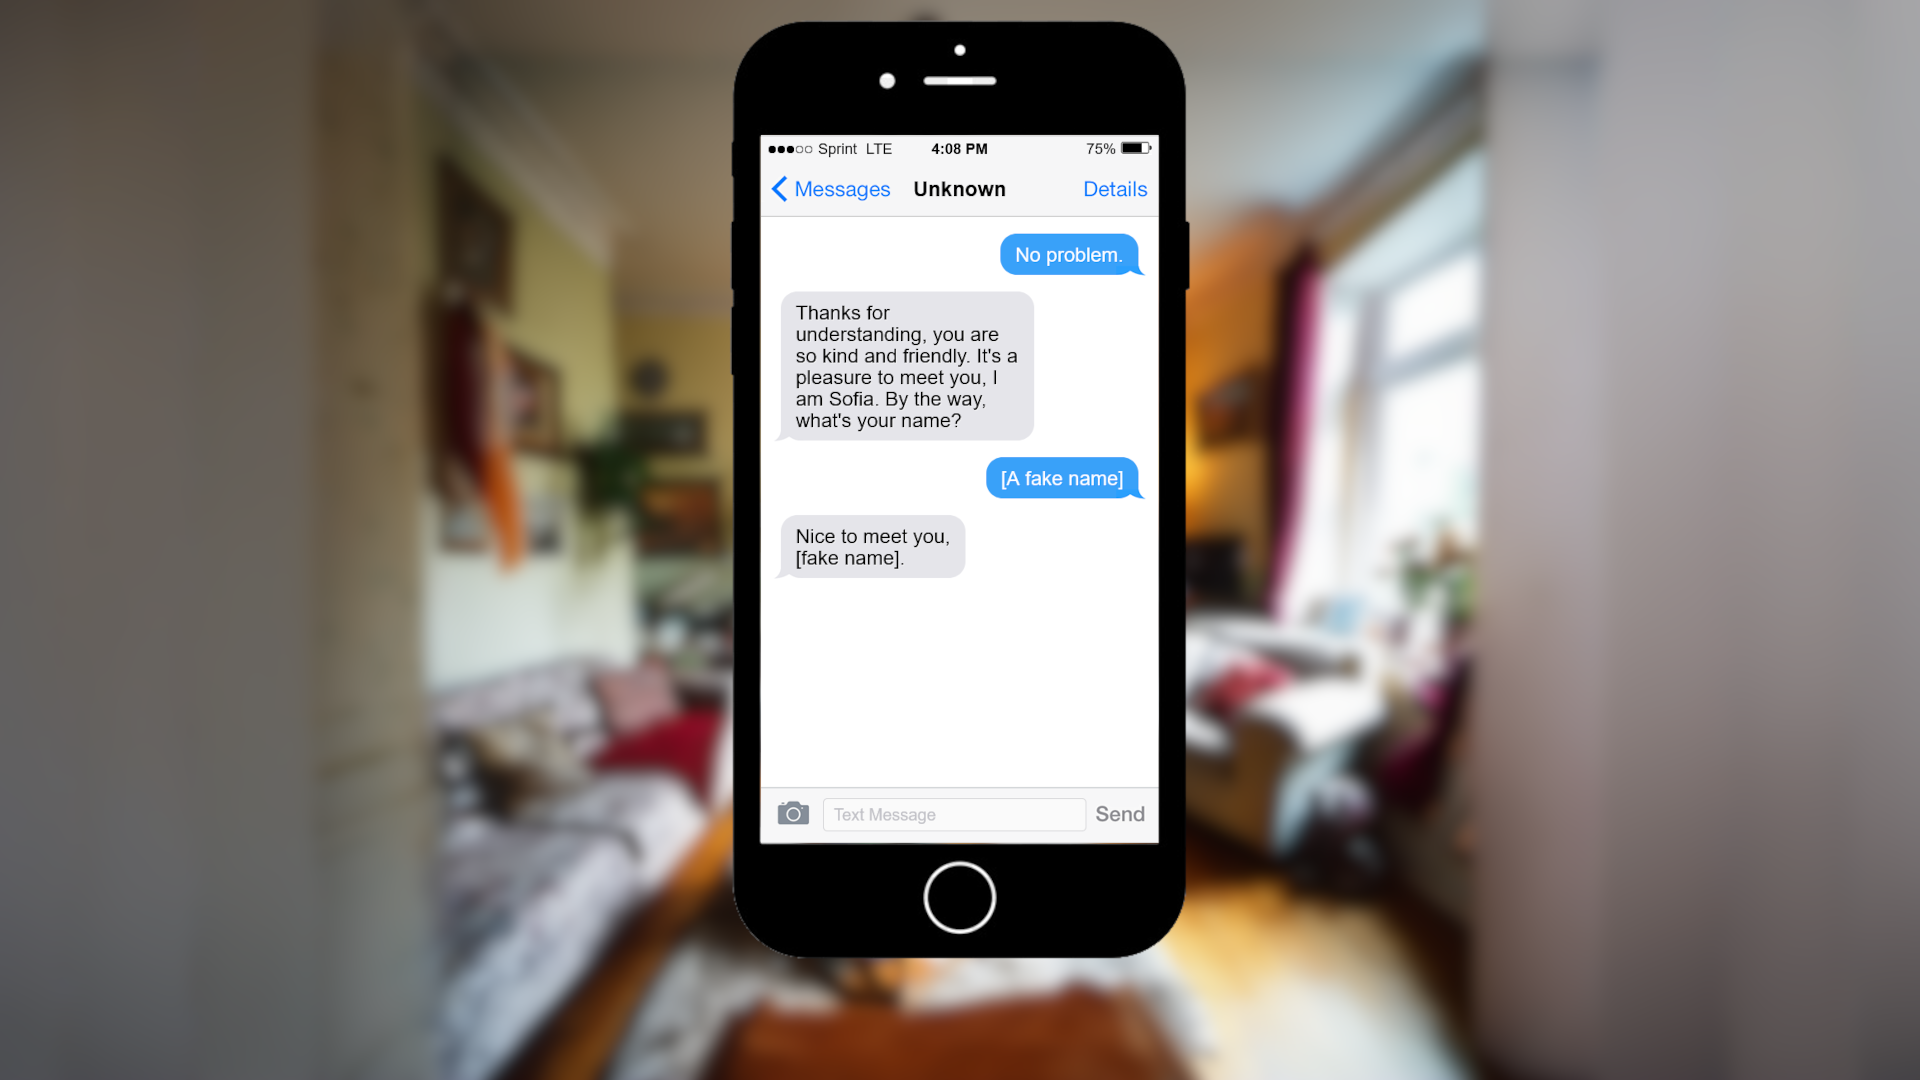 Sprint LTE 4:08 PM 75%
Messages Unknown Details
No problem.
Thanks for
understanding, you are
so kind and friendly. It's a
pleasure to meet you, I
am Sofia. By the way,
what's your name?
[A fake name]
Nice to meet you,
[fake name].
Text Message Send